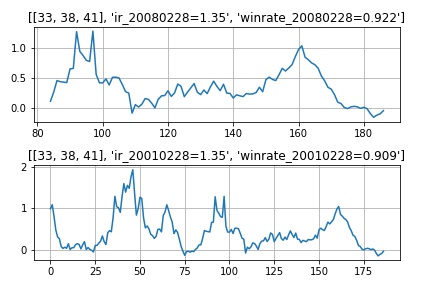 [[33, 38, 41], 'ir_20080228=1.35', 'winrate_20080228=0.922']
1.0
0.5
0.0
80 100 120 140 160 180
[[33, 38, 41], 'ir_20010228=1.35', 'winrate_20010228=0.909']
2
1
0
0 25 50 75 100 125 150 175